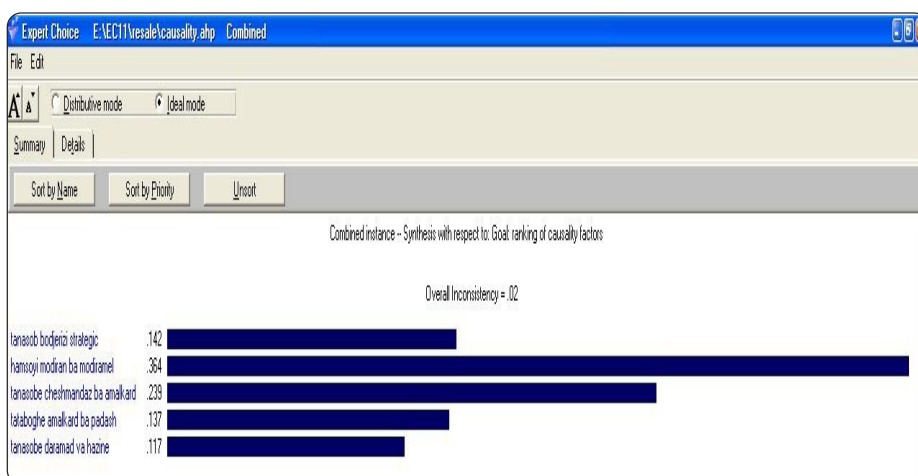 Expert Choice E:\EC11\resale\causality.ahp Combined
File Edit
A A Distributive mode Ideal mode
Summary Details
Sort by Name Sort by Priority Unsort
Combined instance -- Synthesis with respect to: Goal: ranking of causality factors
Overall Inconsistency = .02
tanasob bodjerizi strategic .142
hamsoyi modiran ba modiramel .364
tanasobe cheshmandaz ba amalkard .239
tataboghe amalkard ba padash .137
tanasobe daramad va hazine .117